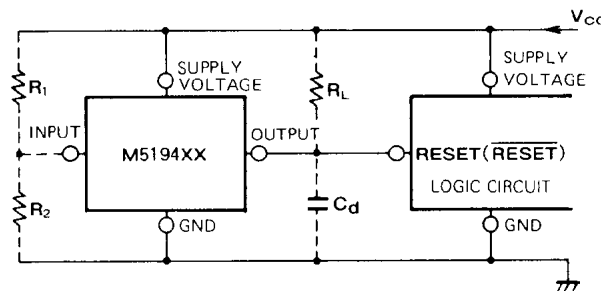 Vcc
SUPPLY
VOLTAGE
R1
RL
SUPPLY
VOLTAGE
INPUT
OUTPUT
M5194XX
RESET(RESET)
LOGIC CIRCUIT
R2
Cd
GND
GND